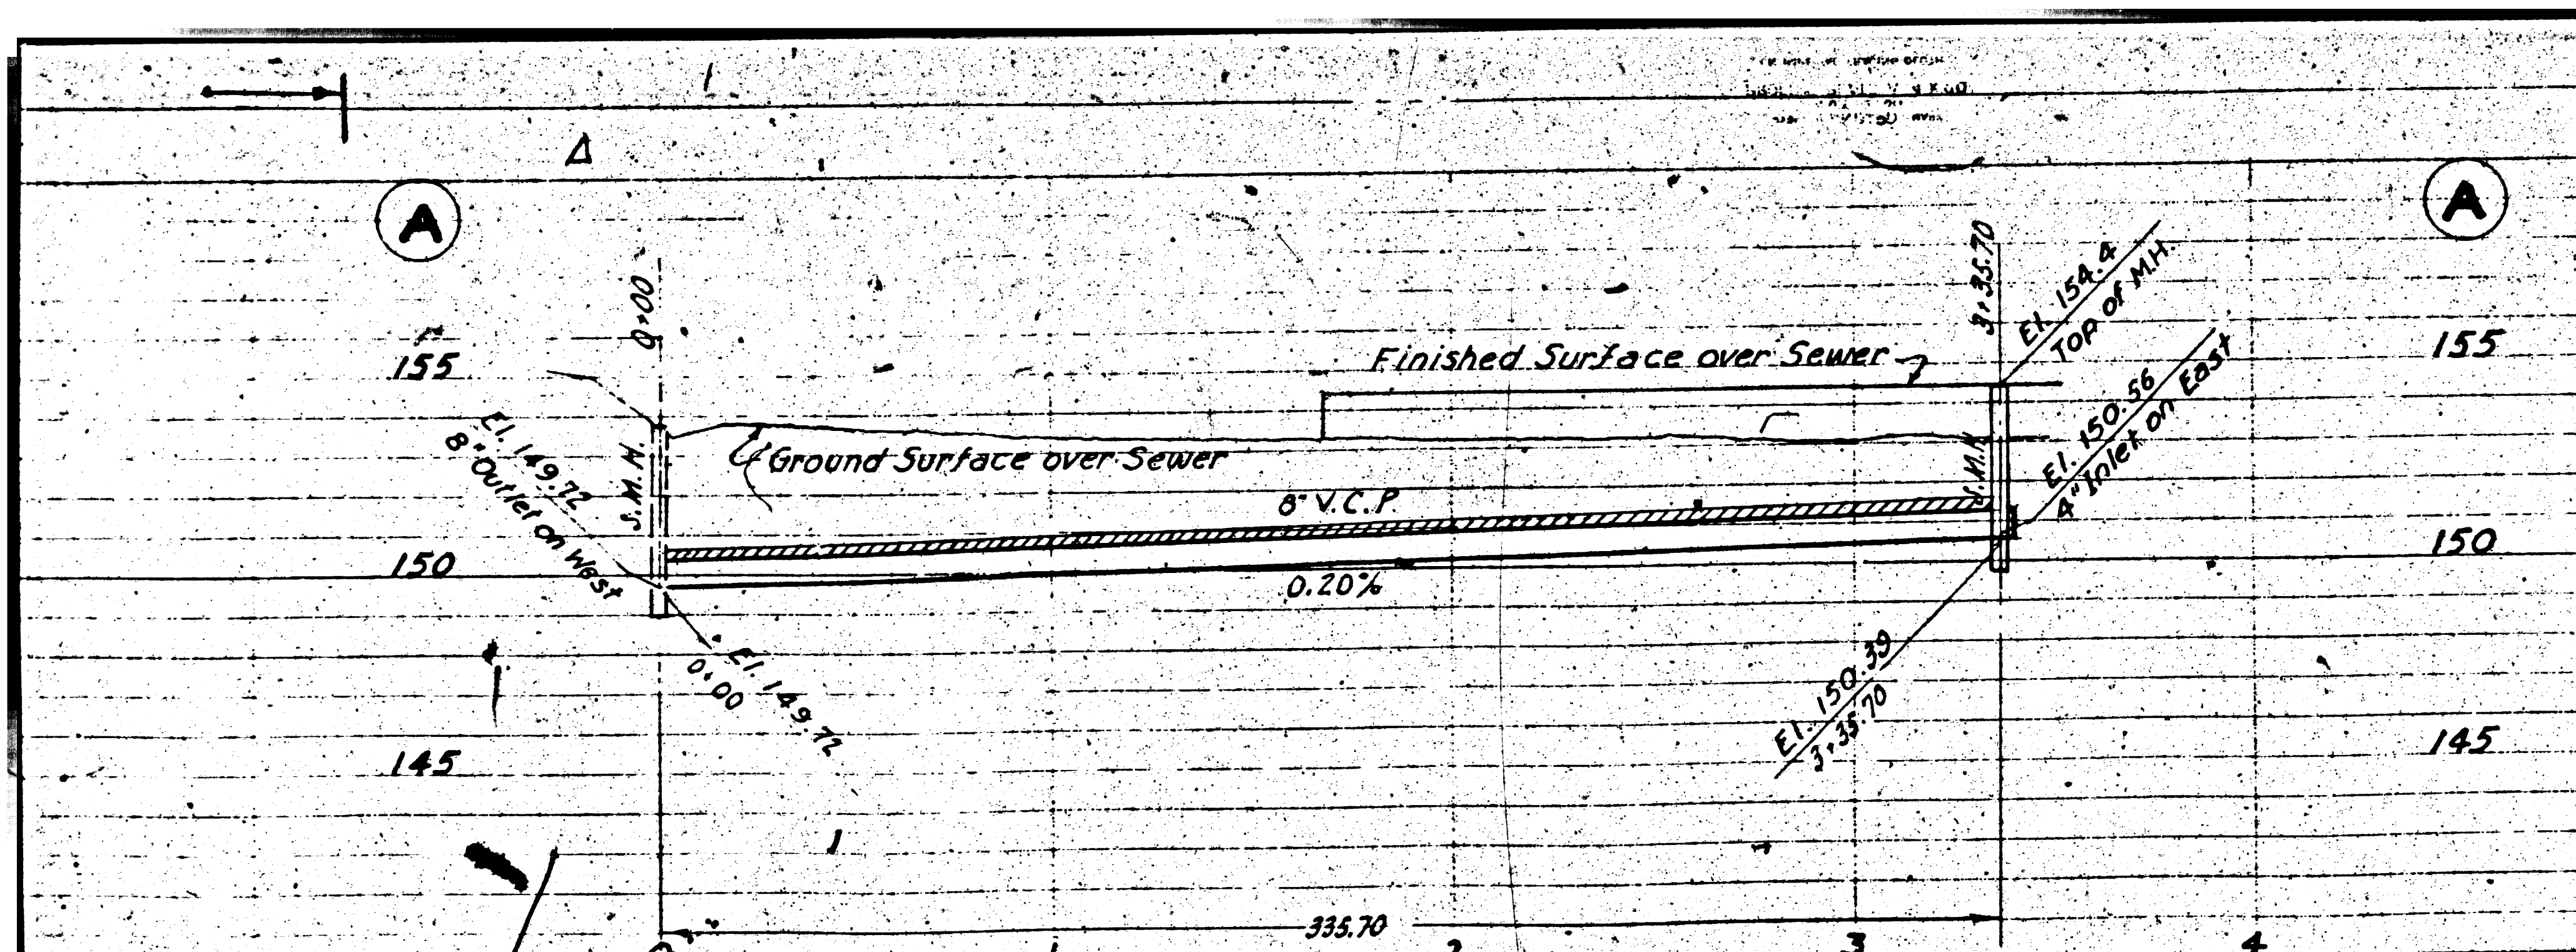 A
A
0+00
3+35.70
El. 154.4
Top of M.H.
155
155
Finished Surface over Sewer
El. 150.56
4" Inlet on East
El. 149.72
8" Outlet on West
S.M.H.
Ground Surface over Sewer
S.M.H.
8" V.C.P.
150
150
0.20%
El. 149.72
0+00
El. 150.39
3+35.70
145
145
335.70
0
1
2
3
4